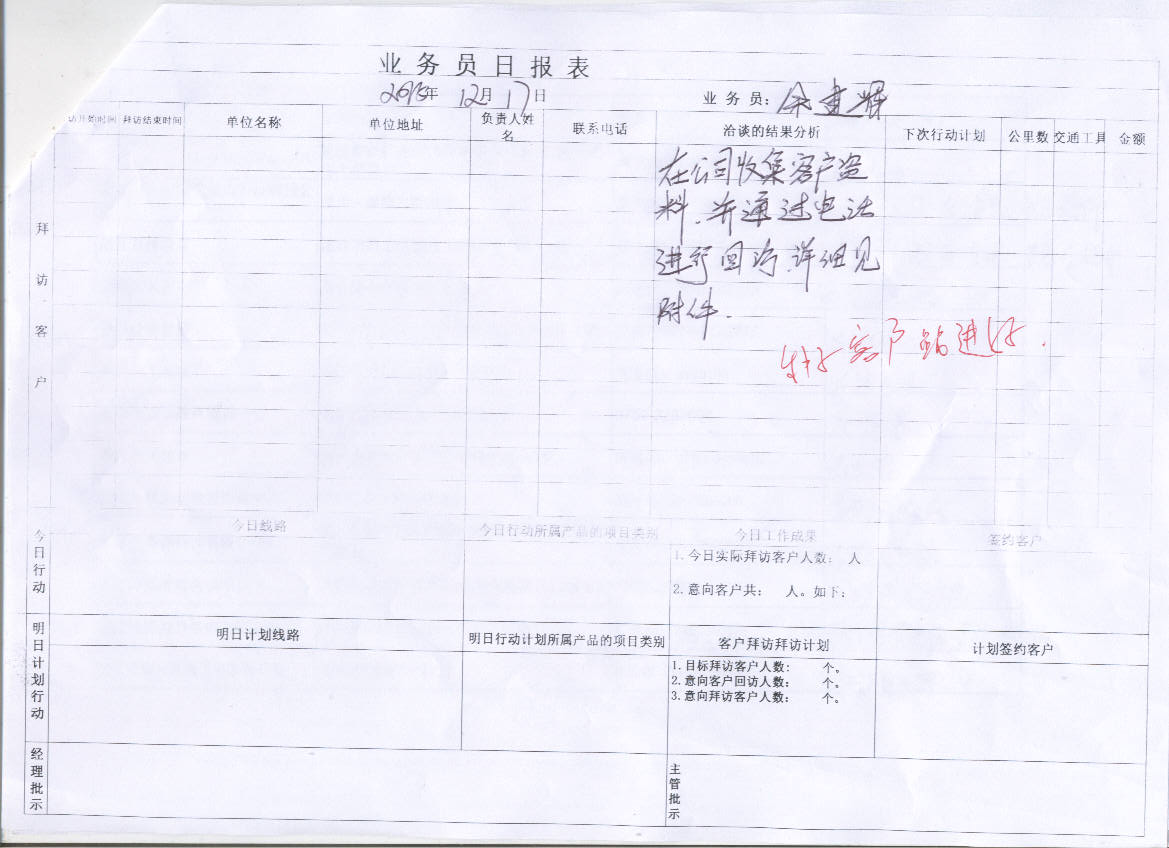 业务员日报表
年 12月17日 业务员：
访开始时间 拜访结束时间 单位名称 单位地址 负责人姓名 联系电话 洽谈的结果分析 下次行动计划 公里数 交通工具 金额
拜访客户
在公司收集客户资
料.并通过电话
进行回访.详细见
附件.
客户 进行.
今日行动
今日线路 今日行动所属产品的项目类别 今日工作成果 签约客户
1.今日实际拜访客户人数： 人
2.意向客户共： 人。如下：
明日计划行动
明日计划线路 明日行动计划所属产品的项目类别 客户拜访拜访计划 计划签约客户
1.目标拜访客户人数： 个。
2.意向客户回访人数： 个。
3.意向拜访客户人数： 个。
经理批示
主管批示